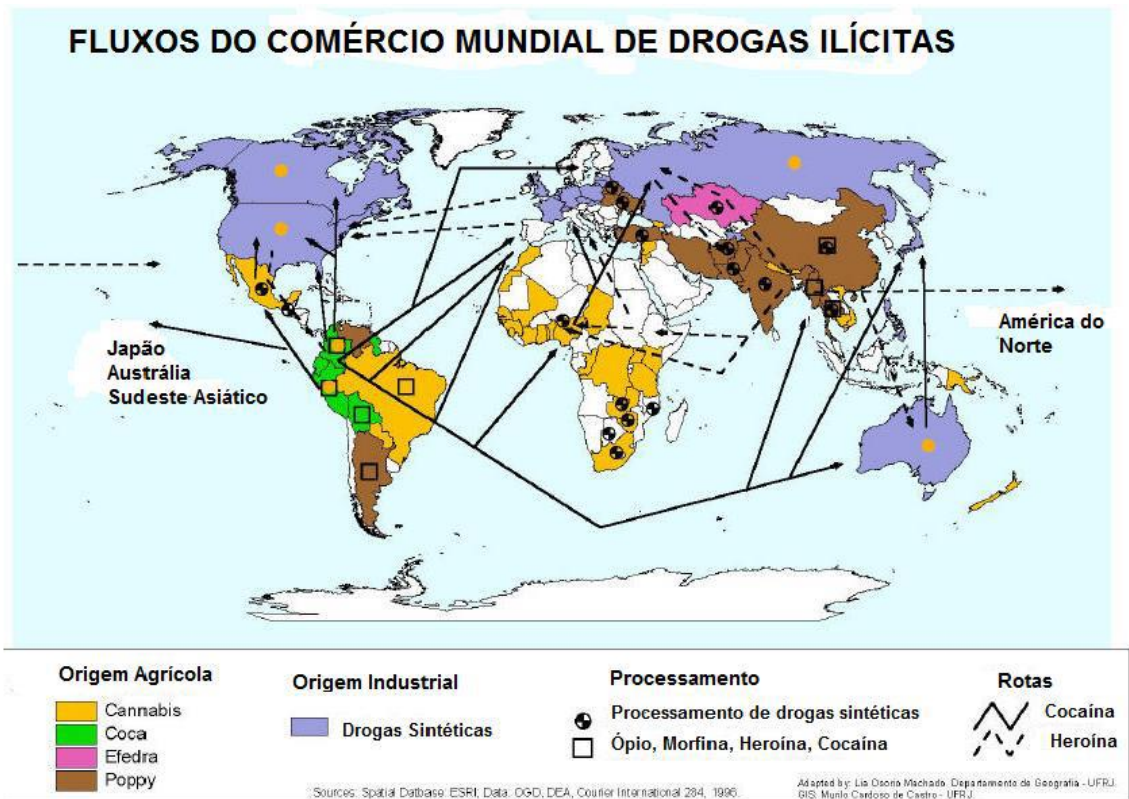 FLUXOS DO COMÉRCIO MUNDIAL DE DROGAS ILÍCITAS
Japão
Austrália
Sudeste Asiático
América do
Norte
Origem Agrícola
Cannabis
Coca
Efedra
Poppy
Origem Industrial
Drogas Sintéticas
Processamento
Processamento de drogas sintéticas
Ópio, Morfina, Heroína, Cocaína
Rotas
Cocaína
Heroína
Sources: Spatial Datbase: ESRI; Data: OGD, DEA, Courier International 284, 1996.
Adapted by: Lia Osorio Machado. Departamento de Geografia - UFRJ.
GIS: Murilo Cardoso de Castro - UFRJ.